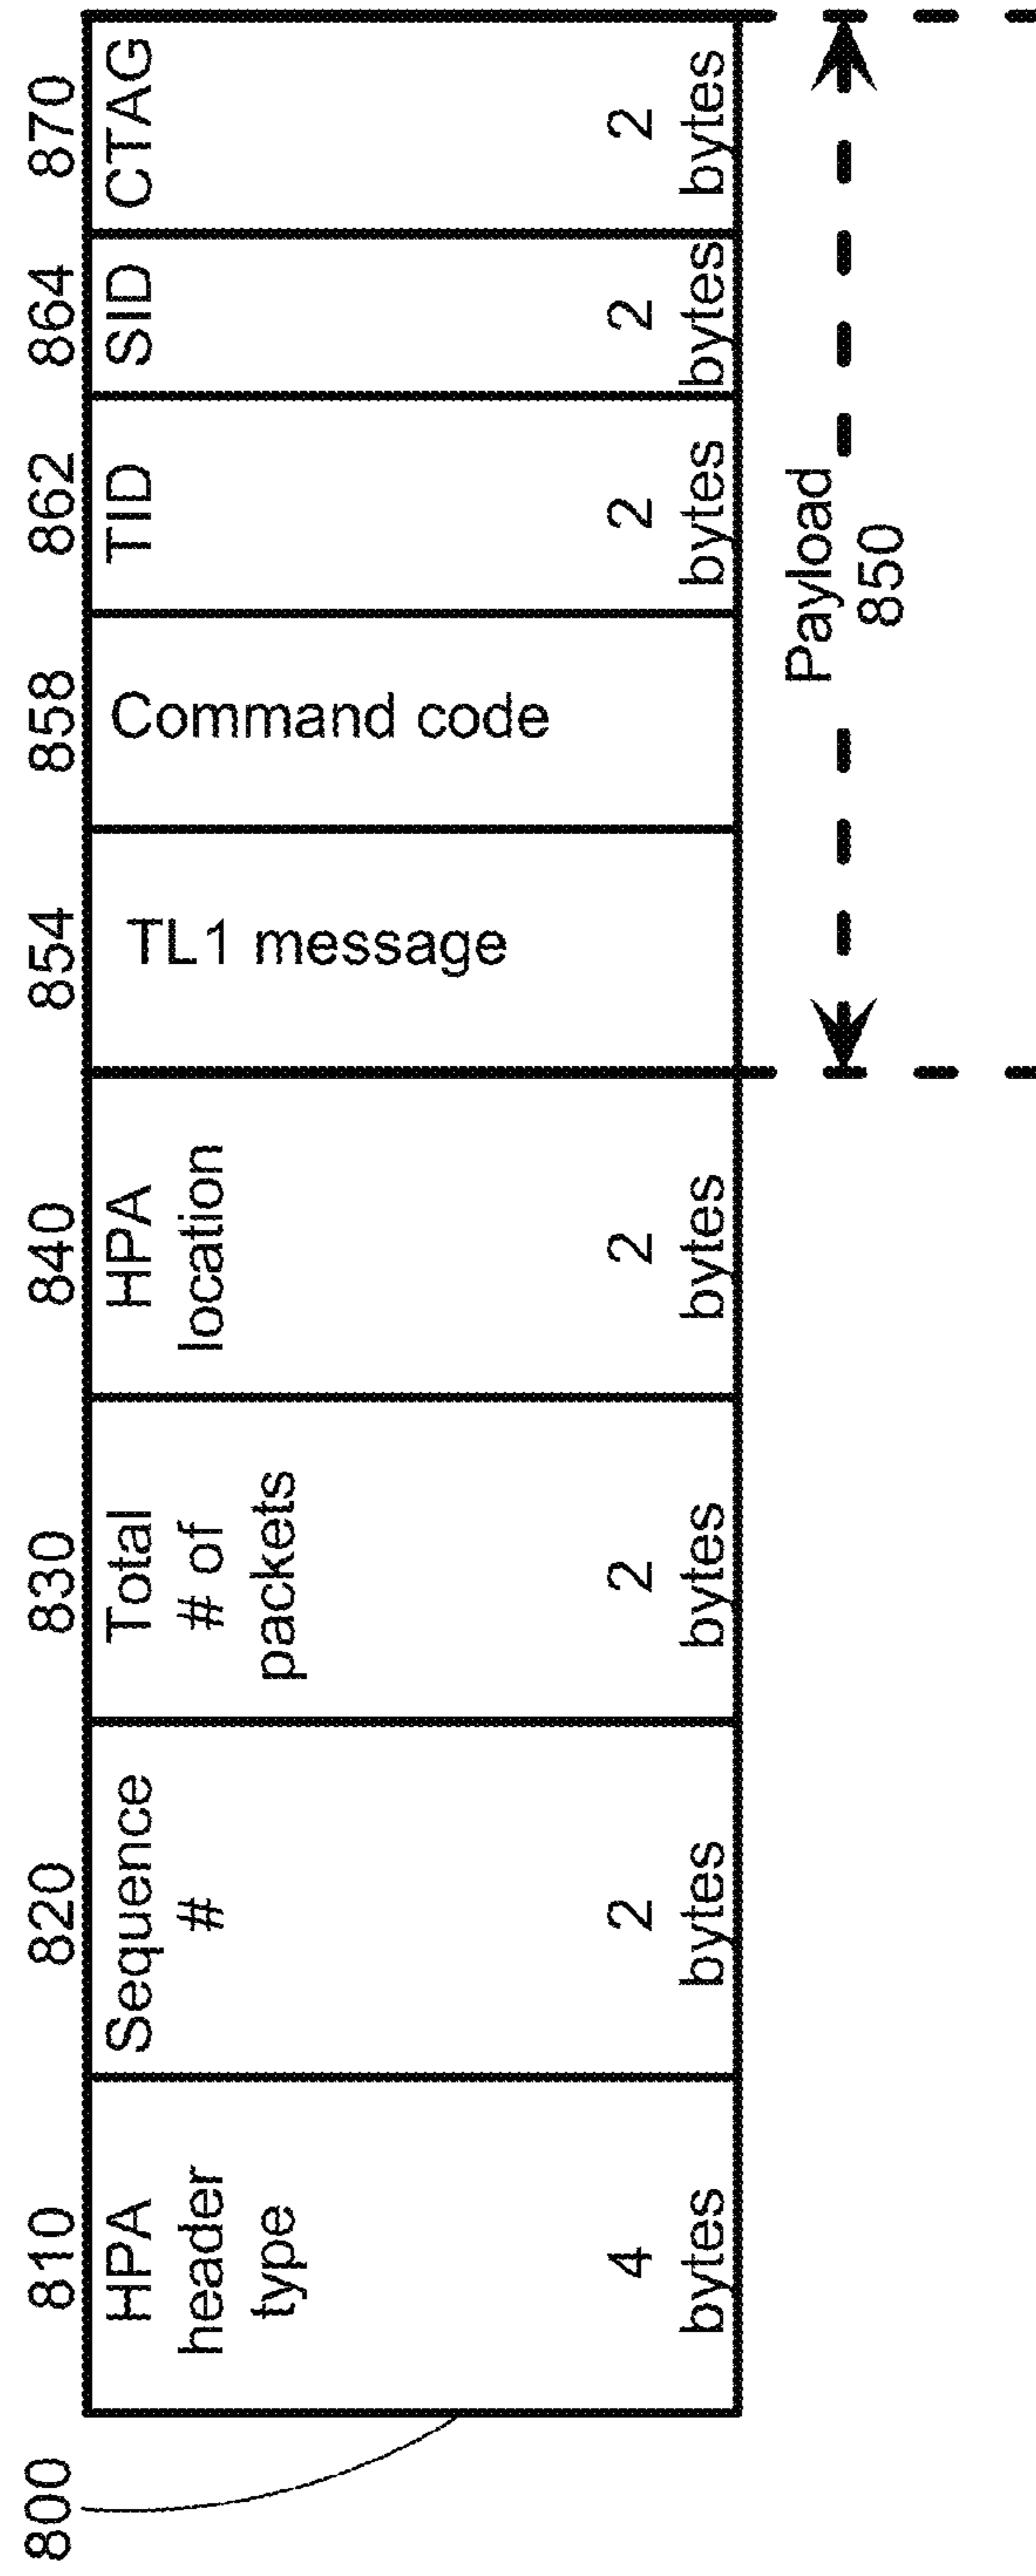 800
810
HPA
header
type
4
bytes
820
Sequence
#
2
bytes
830
Total
# of
packets
2
bytes
840
HPA
location
2
bytes
854
TL1 message
858
Command code
862
TID
2
bytes
864
SID
2
bytes
870
CTAG
2
bytes
Payload
850